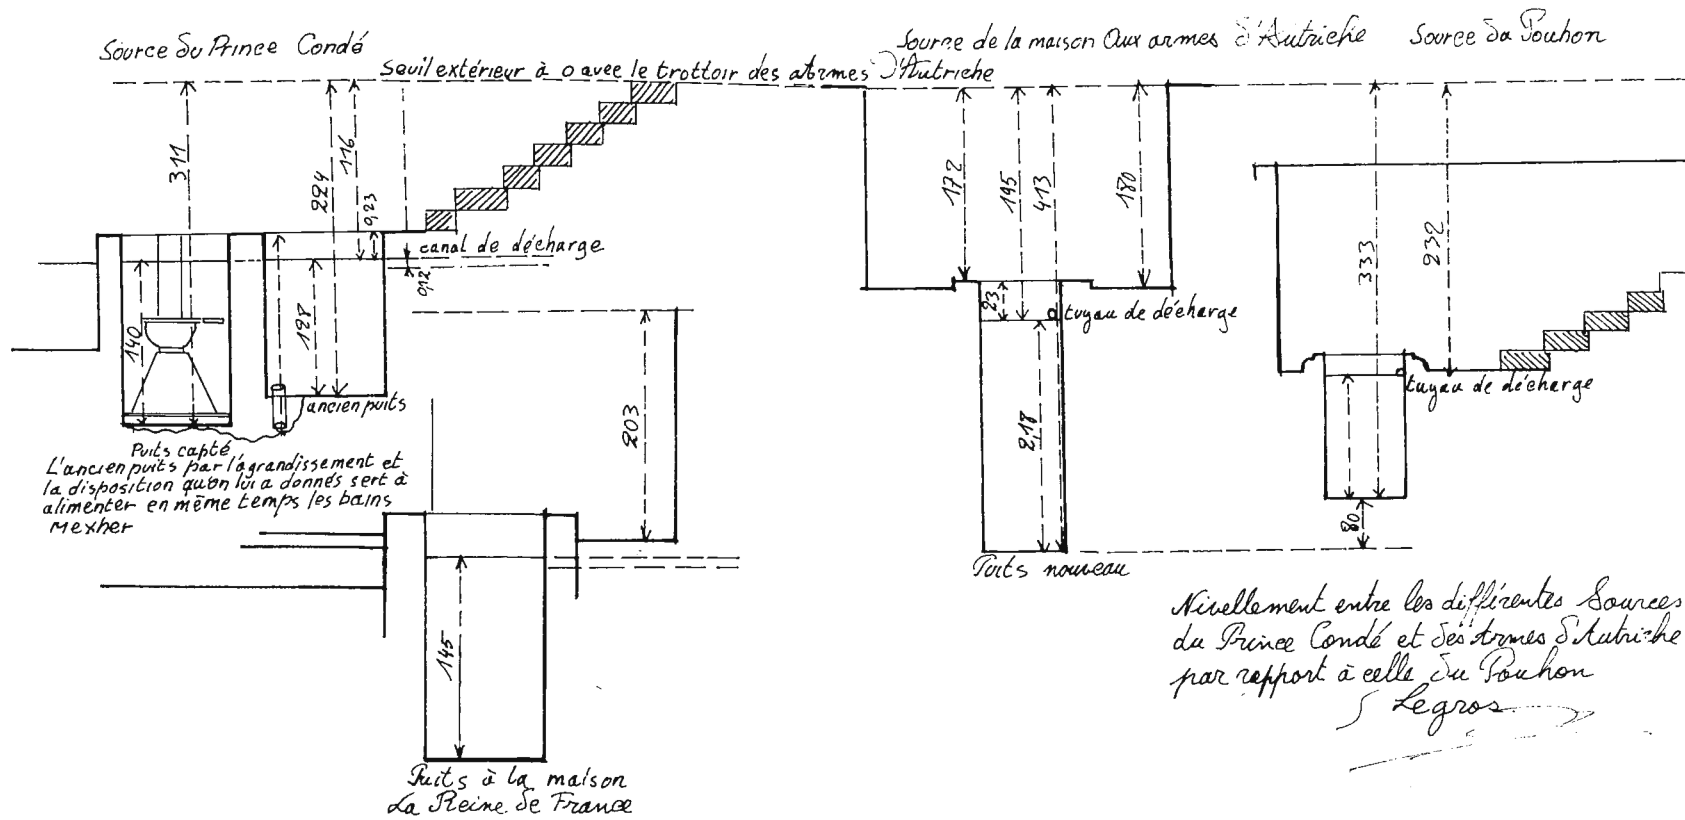 Source du Prince Condé
Source de la maison Aux armes d'Autriche
Source du Pouhon
Seuil extérieur à 0 avec le trottoir des armes d'Autriche
311
224
116
0,23
canal de décharge
0,12
140
128
ancien puits
Puits capté
L'ancien puits par l'agrandissement et
la disposition qu'on lui a donnés sert à
alimenter en même temps les bains
Mexher
203
145
Puits à la maison
La Reine de France
172
195
413
180
23
tuyau de décharge
2,18
Puits nouveau
333
232
tuyau de décharge
80
Nivellement entre les différentes Sources
du Prince Condé et des Armes d'Autriche
par rapport à celle du Pouhon
Legros